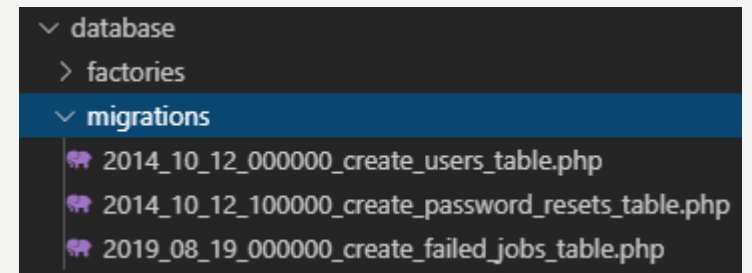 database
factories
migrations
2014_10_12_000000_create_users_table.php
2014_10_12_100000_create_password_resets_table.php
2019_08_19_000000_create_failed_jobs_table.php